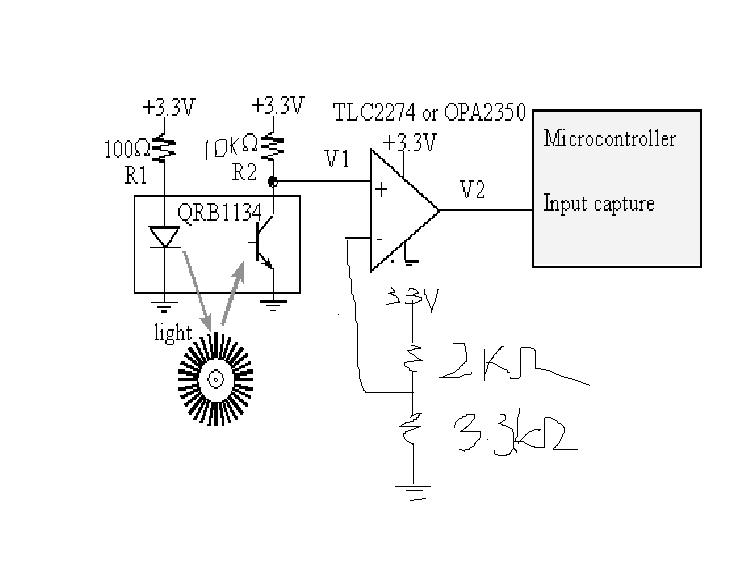 TLC2274 or OPA2350
+3.3V
+3.3V
+3.3V
Microcontroller
100Ω
10KΩ
V1
R1
R2
+
V2
Input capture
QRB1134
-
3.3V
light
2KΩ
3.3kΩ